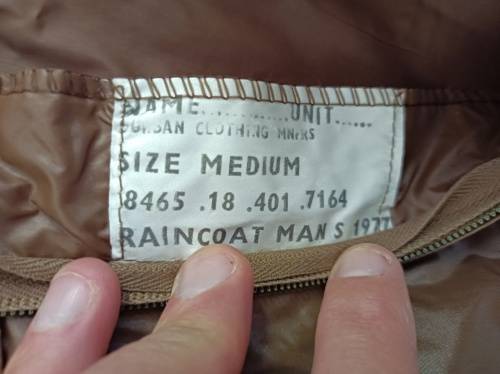 NAME............UNIT......
CLOTHING MNFRS
SIZE MEDIUM
8465 .18 .401 .7164
RAINCOAT MAN S 1977